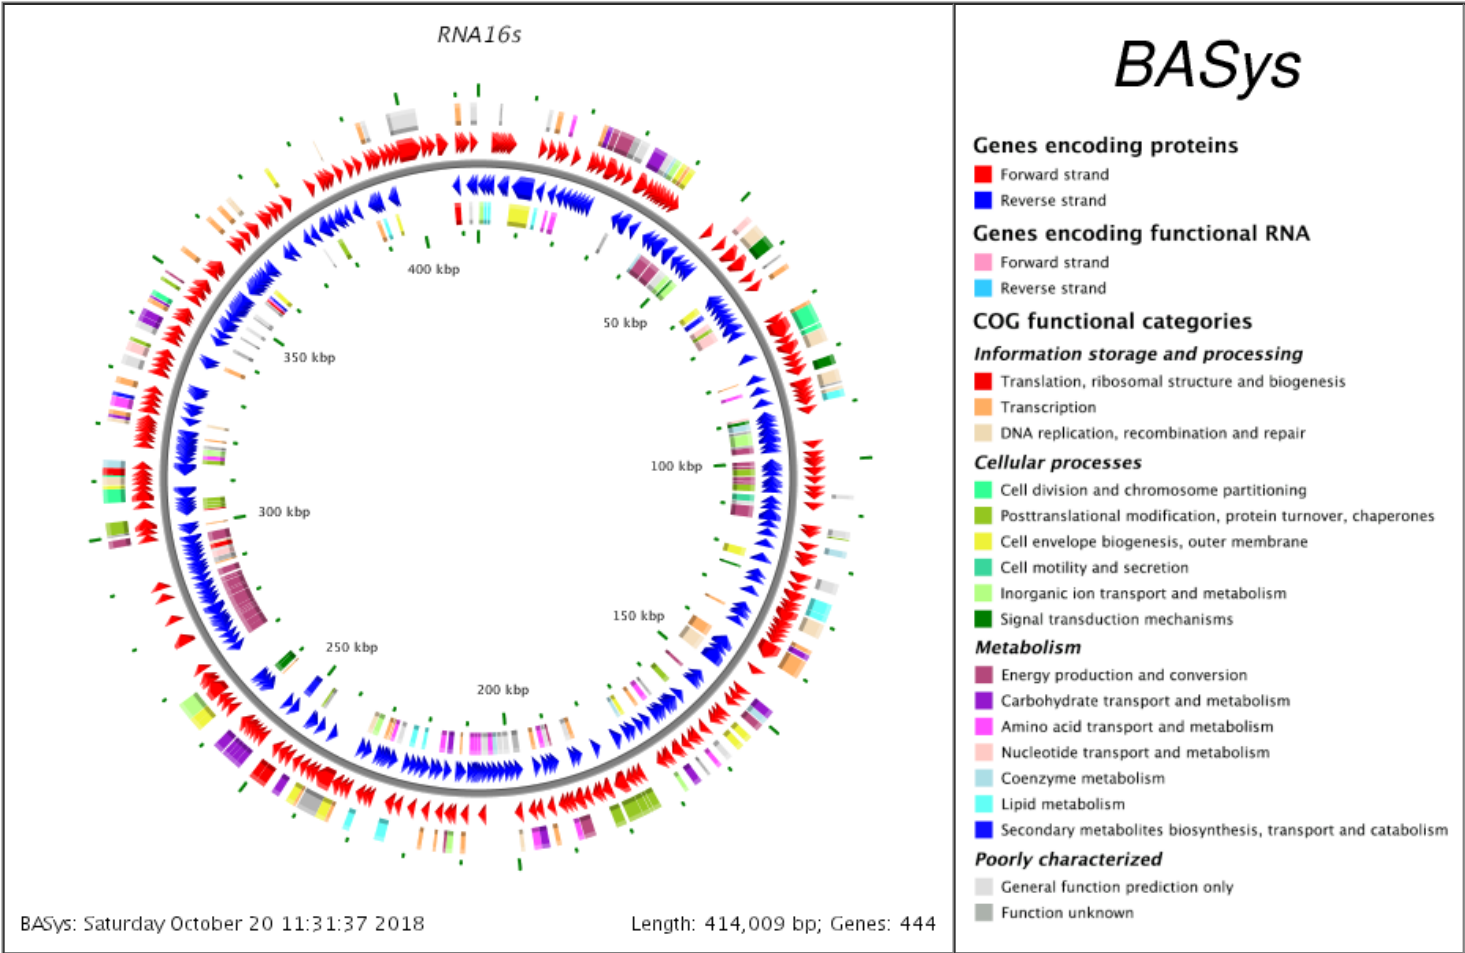 RNA16s
400 kbp
50 kbp
350 kbp
100 kbp
300 kbp
150 kbp
250 kbp
200 kbp
BASys: Saturday October 20 11:31:37 2018
Length: 414,009 bp; Genes: 444
BASys
Genes encoding proteins
Forward strand
Reverse strand
Genes encoding functional RNA
Forward strand
Reverse strand
COG functional categories
Information storage and processing
Translation, ribosomal structure and biogenesis
Transcription
DNA replication, recombination and repair
Cellular processes
Cell division and chromosome partitioning
Posttranslational modification, protein turnover, chaperones
Cell envelope biogenesis, outer membrane
Cell motility and secretion
Inorganic ion transport and metabolism
Signal transduction mechanisms
Metabolism
Energy production and conversion
Carbohydrate transport and metabolism
Amino acid transport and metabolism
Nucleotide transport and metabolism
Coenzyme metabolism
Lipid metabolism
Secondary metabolites biosynthesis, transport and catabolism
Poorly characterized
General function prediction only
Function unknown